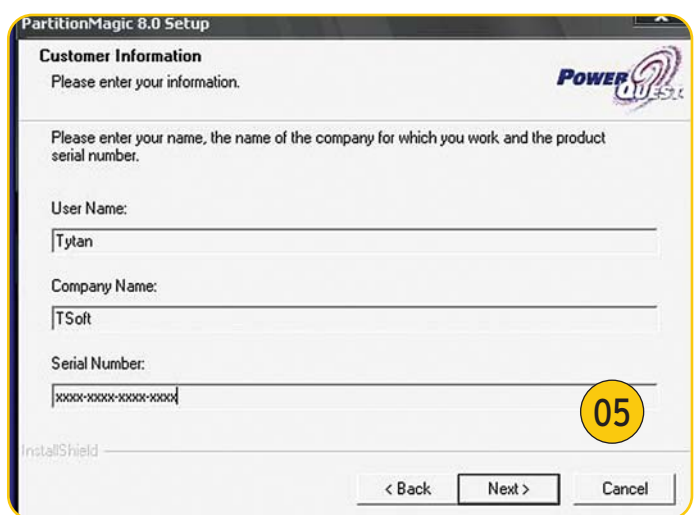 PartitionMagic 8.0 Setup
Customer Information
Please enter your information.
POWERQUEST
Please enter your name, the name of the company for which you work and the product
serial number.
User Name:
Tytan
Company Name:
TSoft
Serial Number:
xxxx-xxxx-xxxx-xxxx
05
InstallShield
< Back
Next >
Cancel